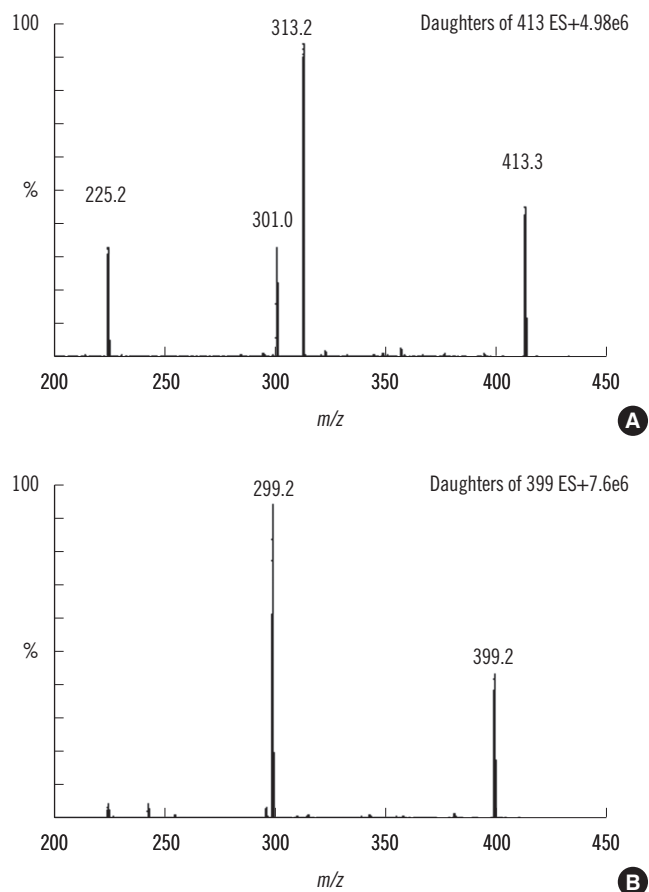 100
Daughters of 413 ES+4.98e6
313.2
413.3
%
225.2
301.0
200 250 300 350 400 450
m/z
A
100
Daughters of 399 ES+7.6e6
299.2
%
399.2
200 250 300 350 400 450
m/z
B